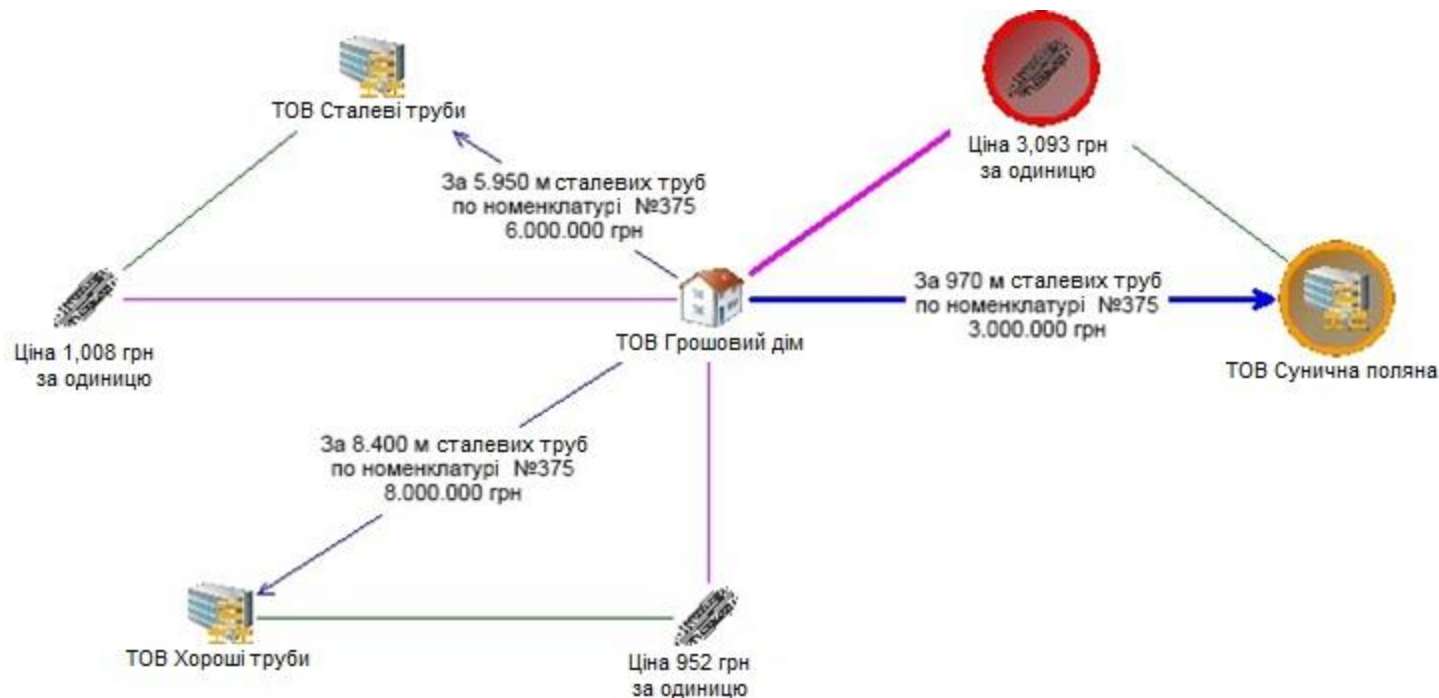 ТОВ Сталеві труби
Ціна 3,093 грн
за одиницю
За 5.950 м сталевих труб
по номенклатурі №375
6.000.000 грн
За 970 м сталевих труб
по номенклатурі №375
3.000.000 грн
ТОВ Грошовий дім
Ціна 1,008 грн
за одиницю
ТОВ Сунична поляна
За 8.400 м сталевих труб
по номенклатурі №375
8.000.000 грн
ТОВ Хороші труби
Ціна 952 грн
за одиницю